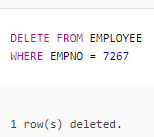 DELETE FROM EMPLOYEE
WHERE EMPNO = 7267
1 row(s) deleted.